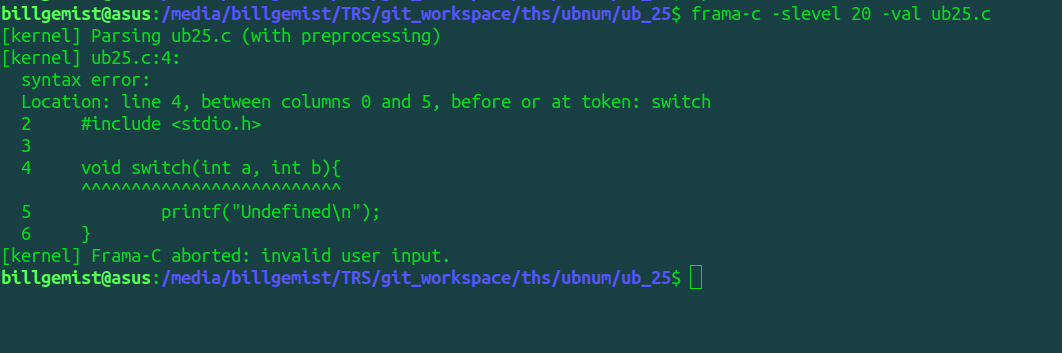 billgemist@asus:/media/billgemist/TRS/git_workspace/ths/ubnum/ub_25$ frama-c -slevel 20 -val ub25.c
[kernel] Parsing ub25.c (with preprocessing)
[kernel] ub25.c:4:
  syntax error:
  Location: line 4, between columns 0 and 5, before or at token: switch
  2     #include <stdio.h>
  3
  4     void switch(int a, int b){
        ^^^^^^^^^^^^^^^^^^^^^^^^^^
  5             printf("Undefined\n");
  6     }
[kernel] Frama-C aborted: invalid user input.
billgemist@asus:/media/billgemist/TRS/git_workspace/ths/ubnum/ub_25$